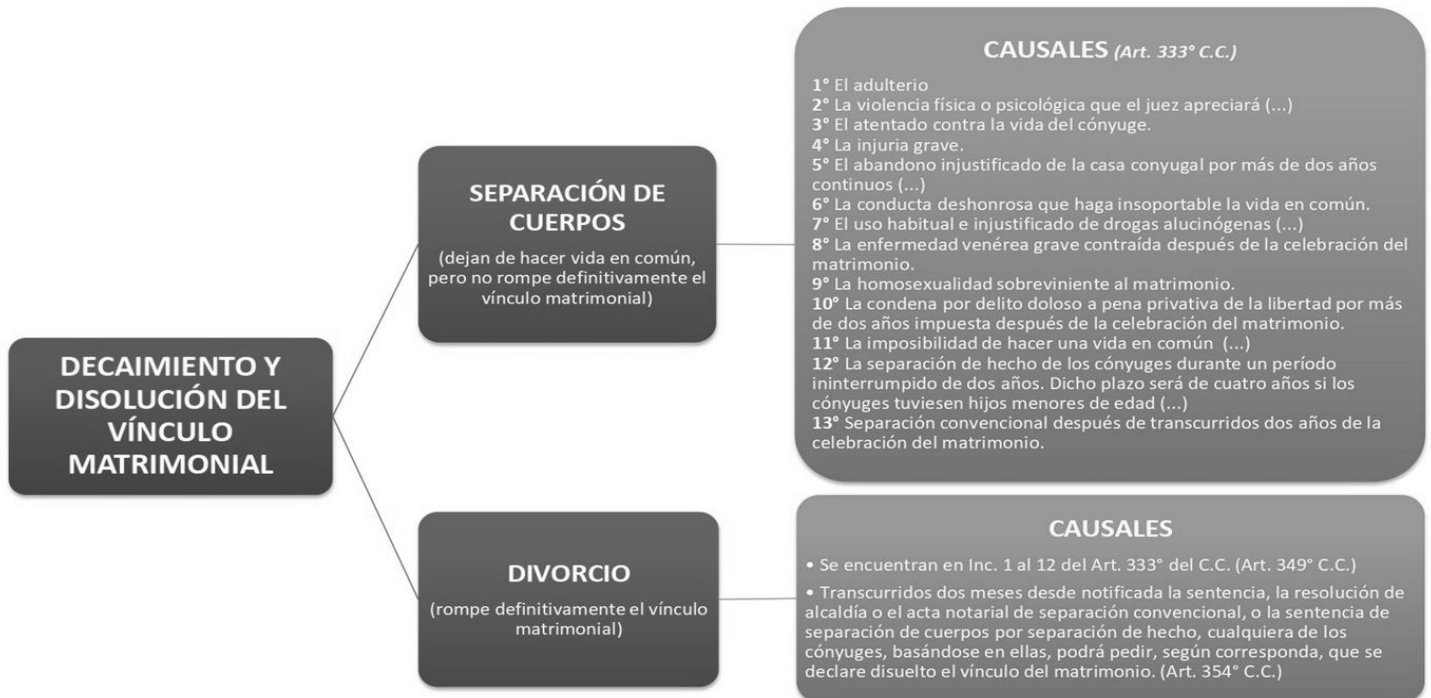 DECAIMIENTO Y
DISOLUCIÓN DEL
VÍNCULO
MATRIMONIAL
SEPARACIÓN DE
CUERPOS
(dejan de hacer vida en común,
pero no rompe definitivamente el
vínculo matrimonial)
CAUSALES (Art. 333° C.C.)
1° El adulterio
2° La violencia física o psicológica que el juez apreciará (...)
3° El atentado contra la vida del cónyuge.
4° La injuria grave.
5° El abandono injustificado de la casa conyugal por más de dos años
continuos (...)
6° La conducta deshonrosa que haga insoportable la vida en común.
7° El uso habitual e injustificado de drogas alucinógenas (...)
8° La enfermedad venérea grave contraída después de la celebración del
matrimonio.
9° La homosexualidad sobreviniente al matrimonio.
10° La condena por delito doloso a pena privativa de la libertad por más
de dos años impuesta después de la celebración del matrimonio.
11° La imposibilidad de hacer una vida en común (...)
12° La separación de hecho de los cónyuges durante un período
ininterrumpido de dos años. Dicho plazo será de cuatro años si los
cónyuges tuviesen hijos menores de edad (...)
13° Separación convencional después de transcurridos dos años de la
celebración del matrimonio.
DIVORCIO
(rompe definitivamente el vínculo
matrimonial)
CAUSALES
• Se encuentran en Inc. 1 al 12 del Art. 333° del C.C. (Art. 349° C.C.)
• Transcurridos dos meses desde notificada la sentencia, la resolución de
alcaldía o el acta notarial de separación convencional, o la sentencia de
separación de cuerpos por separación de hecho, cualquiera de los
cónyuges, basándose en ellas, podrá pedir, según corresponda, que se
declare disuelto el vínculo del matrimonio. (Art. 354° C.C.)